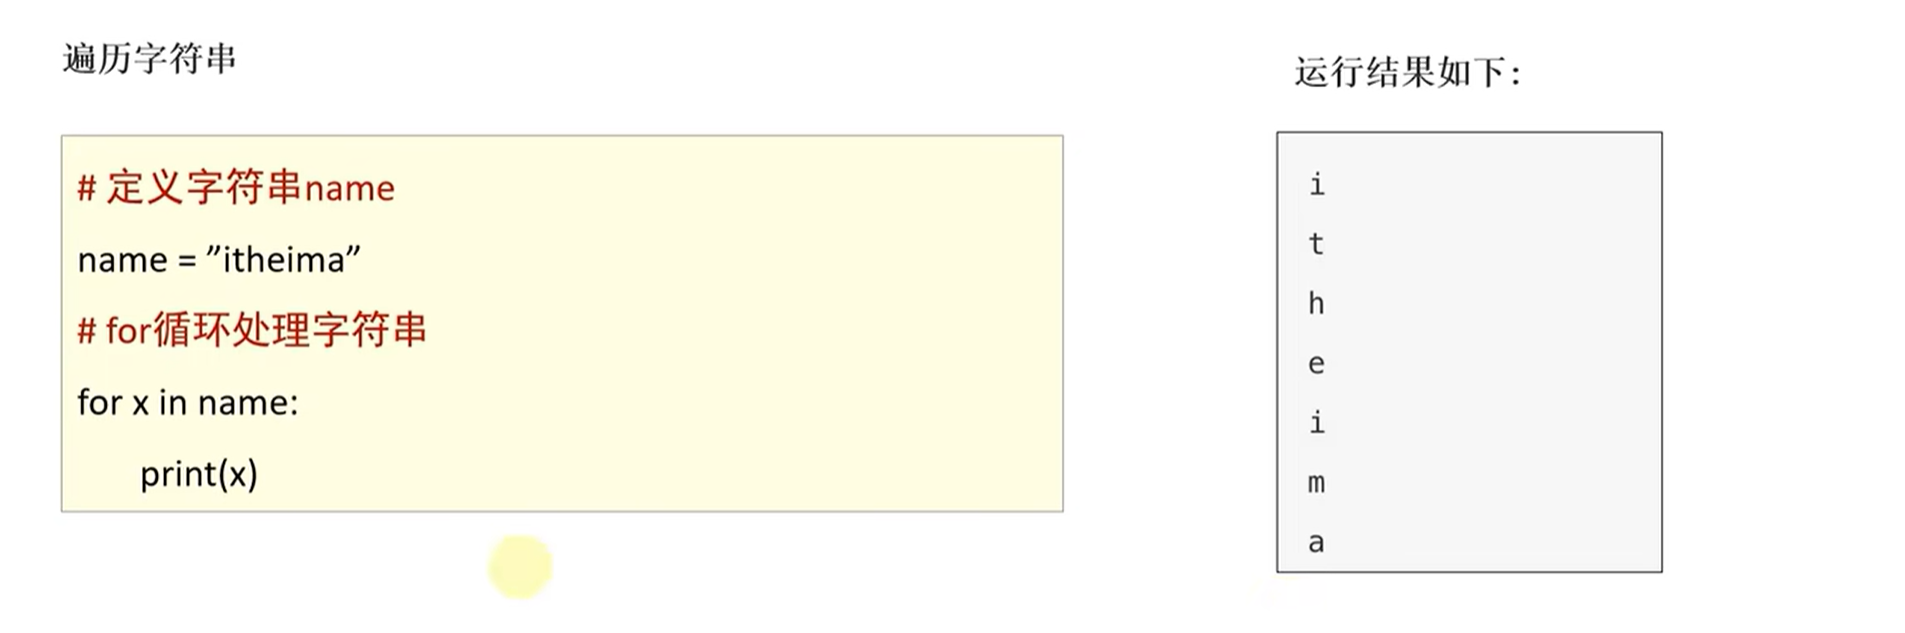 遍历字符串
# 定义字符串name
name = ”itheima”
# for循环处理字符串
for x in name:
print(x)
运行结果如下:
i
t
h
e
i
m
a